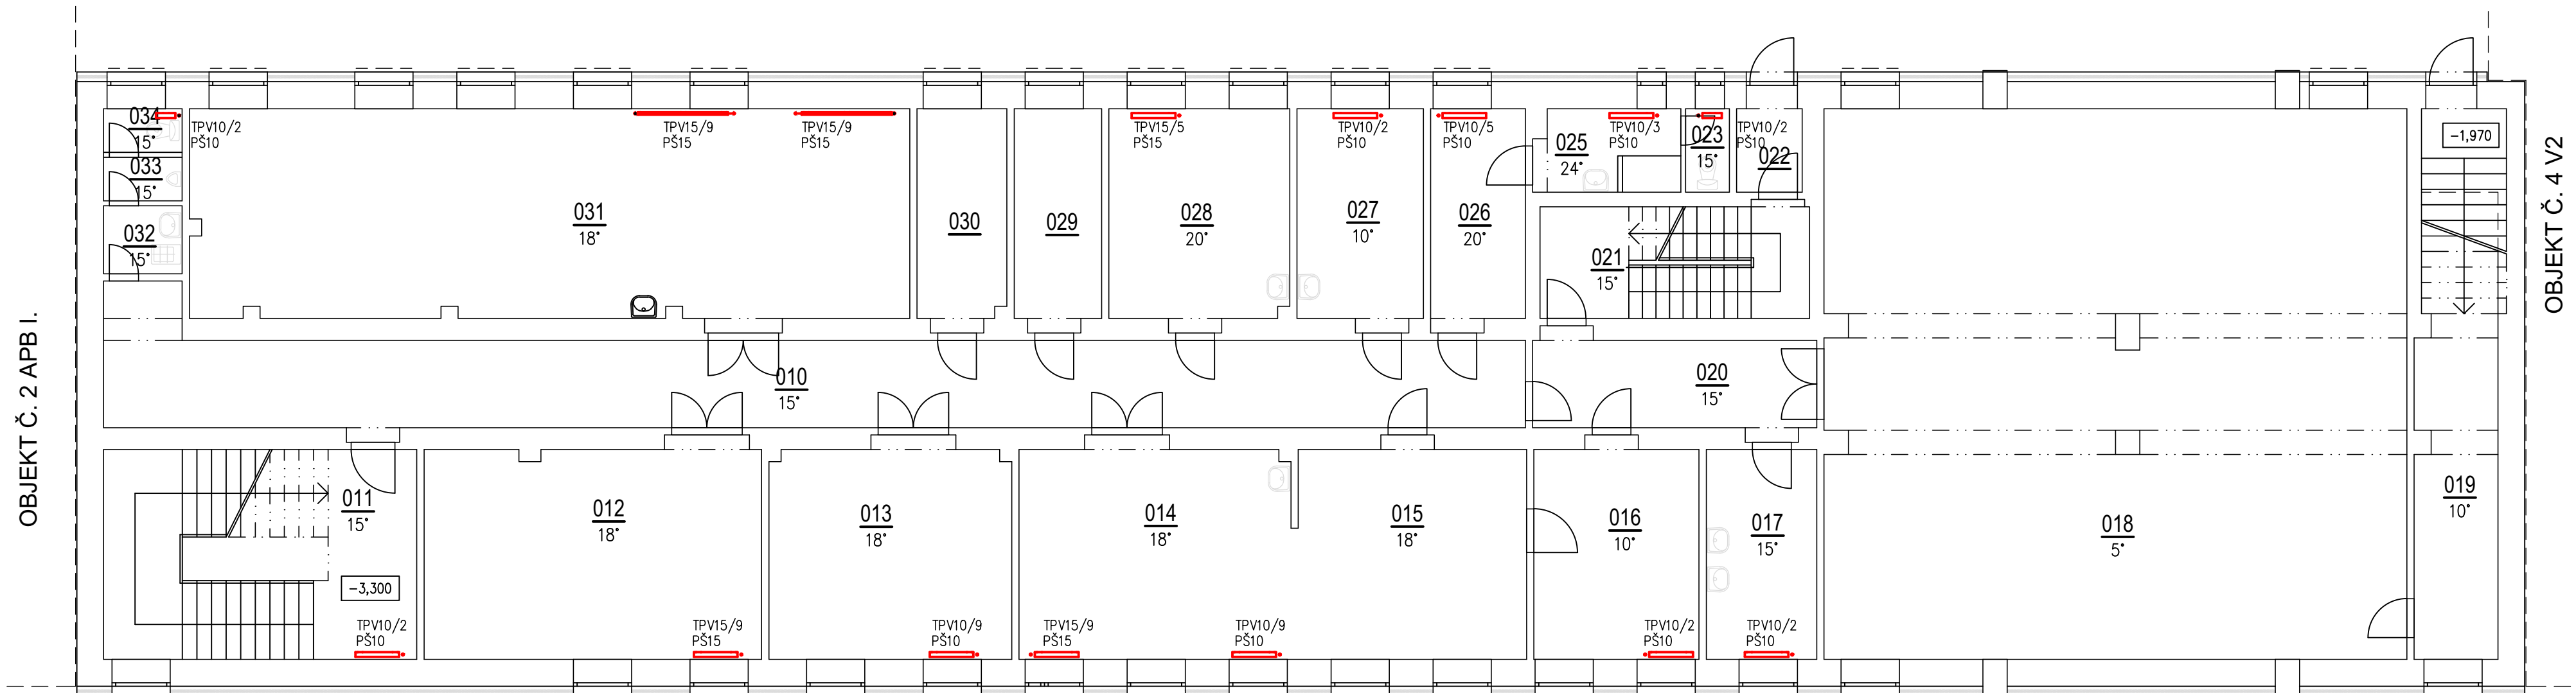 OBJEKT Č. 2 APB I.
034
15°
TPV10/2
PŠ10
033
15°
032
15°
031
18°
TPV15/9
PŠ15
TPV15/9
PŠ15
030
029
TPV15/5
PŠ15
028
20°
TPV10/2
PŠ10
027
10°
TPV10/5
PŠ10
026
20°
025
24°
TPV10/3
PŠ10
023
15°
TPV10/2
PŠ10
022
021
15°
-1,970
OBJEKT Č. 4 V2
010
15°
020
15°
011
15°
-3,300
TPV10/2
PŠ10
012
18°
TPV15/9
PŠ15
013
18°
TPV10/9
PŠ10
014
18°
TPV15/9
PŠ15
TPV10/9
PŠ10
015
18°
016
10°
TPV10/2
PŠ10
017
15°
TPV10/2
PŠ10
018
5°
019
10°